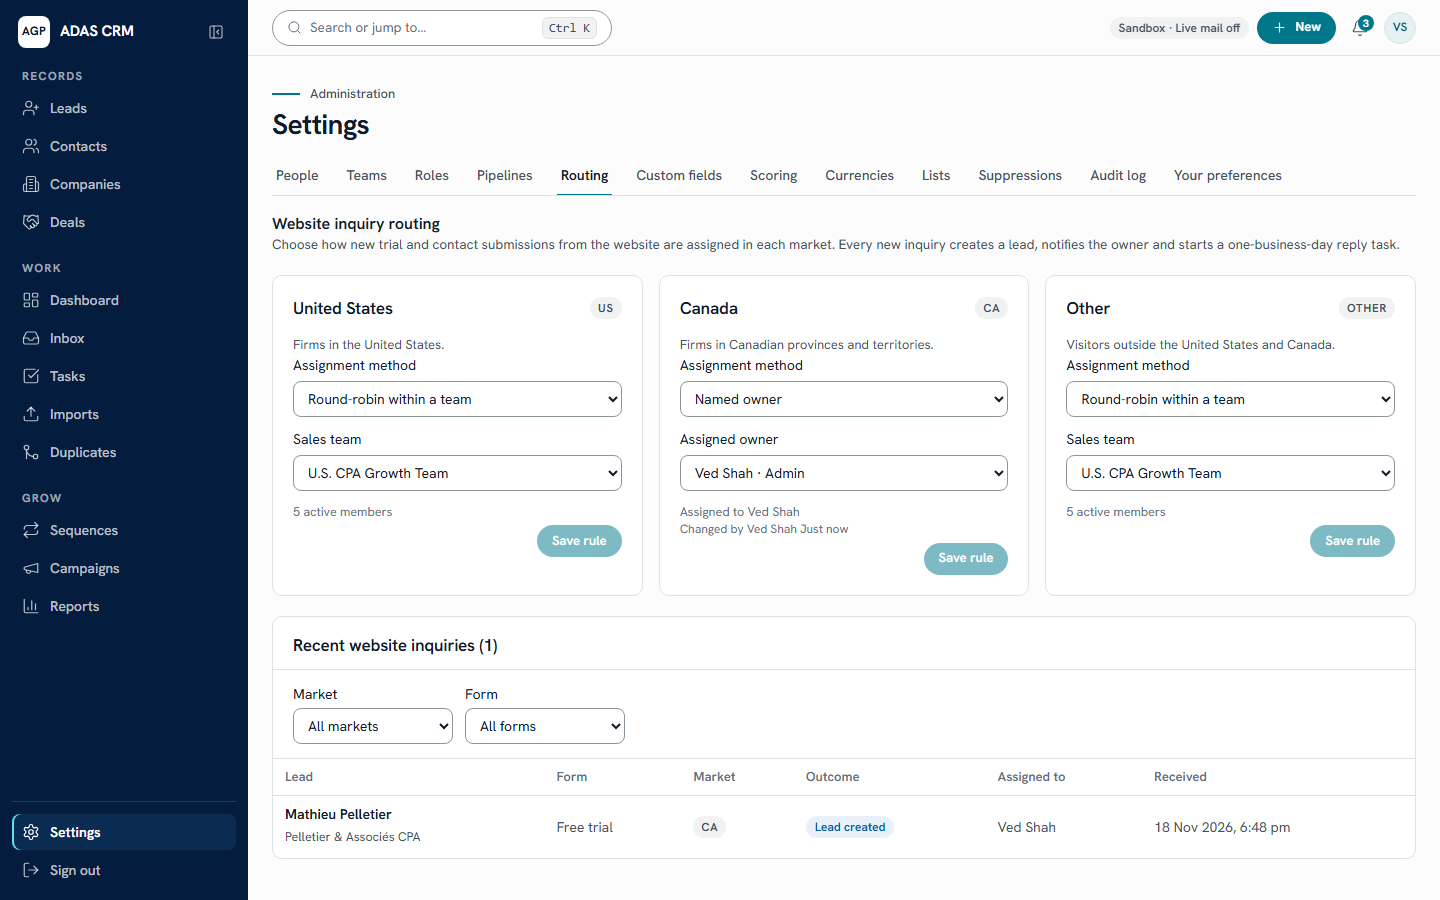 AGP
ADAS CRM
RECORDS
Leads
Contacts
Companies
Deals
WORK
Dashboard
Inbox
Tasks
Imports
Duplicates
GROW
Sequences
Campaigns
Reports
Settings
Sign out
Search or jump to...
Ctrl K
Sandbox · Live mail off
New
3
VS
Administration
Settings
People
Teams
Roles
Pipelines
Routing
Custom fields
Scoring
Currencies
Lists
Suppressions
Audit log
Your preferences
Website inquiry routing
Choose how new trial and contact submissions from the website are assigned in each market. Every new inquiry creates a lead, notifies the owner and starts a one-business-day reply task.
United States
US
Firms in the United States.
Assignment method
Round-robin within a team
Sales team
U.S. CPA Growth Team
5 active members
Save rule
Canada
CA
Firms in Canadian provinces and territories.
Assignment method
Named owner
Assigned owner
Ved Shah · Admin
Assigned to Ved Shah
Changed by Ved Shah Just now
Save rule
Other
OTHER
Visitors outside the United States and Canada.
Assignment method
Round-robin within a team
Sales team
U.S. CPA Growth Team
5 active members
Save rule
Recent website inquiries (1)
Market
All markets
Form
All forms
Lead
Form
Market
Outcome
Assigned to
Received
Mathieu Pelletier
Pelletier & Associés CPA
Free trial
CA
Lead created
Ved Shah
18 Nov 2026, 6:48 pm